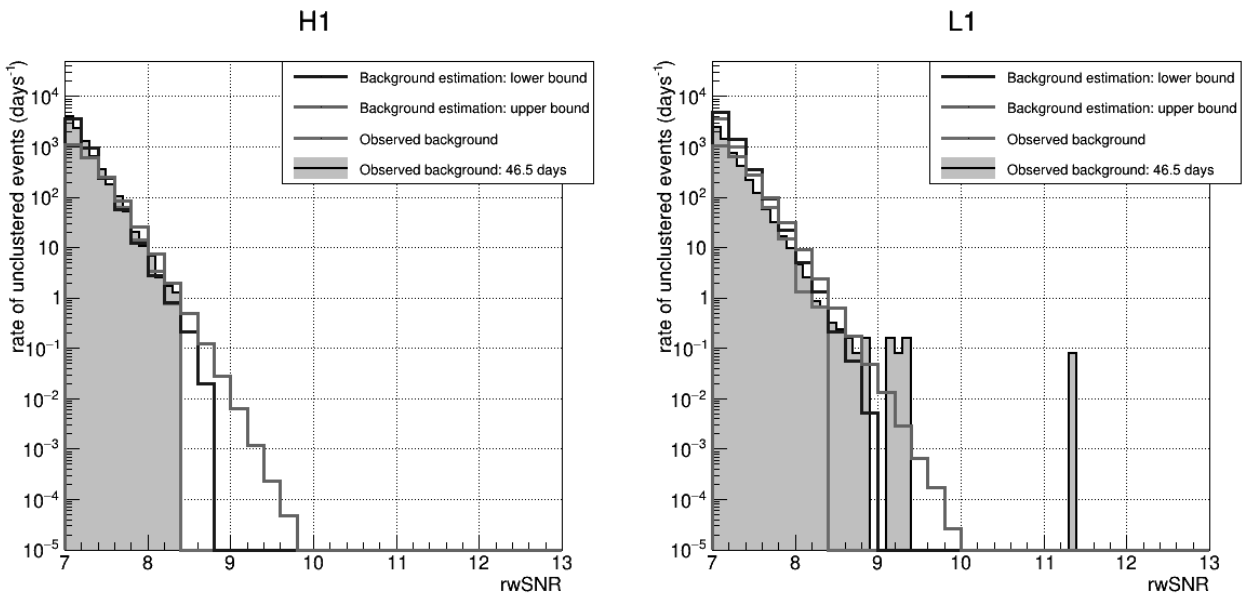 H1
rate of unclustered events (days⁻¹)
Background estimation: lower bound
Background estimation: upper bound
Observed background
Observed background: 46.5 days
10⁴
10³
10²
10
1
10⁻¹
10⁻²
10⁻³
10⁻⁴
10⁻⁵
7 8 9 10 11 12 13
rwSNR
L1
rate of unclustered events (days⁻¹)
Background estimation: lower bound
Background estimation: upper bound
Observed background
Observed background: 46.5 days
10⁴
10³
10²
10
1
10⁻¹
10⁻²
10⁻³
10⁻⁴
10⁻⁵
7 8 9 10 11 12 13
rwSNR